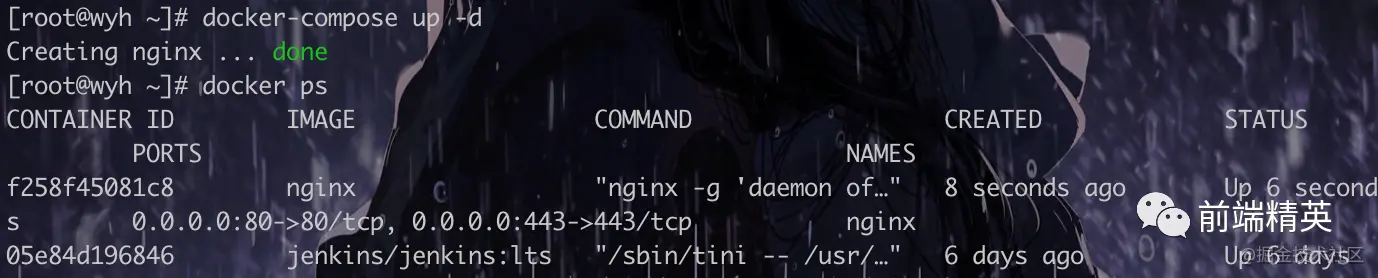 [root@wyh ~]# docker-compose up -d
Creating nginx ... done
[root@wyh ~]# docker ps
CONTAINER ID IMAGE COMMAND CREATED STATUS
PORTS NAMES
f258f45081c8 nginx "nginx -g 'daemon of…" 8 seconds ago Up 6 second
s 0.0.0.0:80->80/tcp, 0.0.0.0:443->443/tcp nginx
05e84d196846 jenkins/jenkins:lts "/sbin/tini -- /usr/…" 6 days ago Up 6 days
前端精英
@掘金技术社区